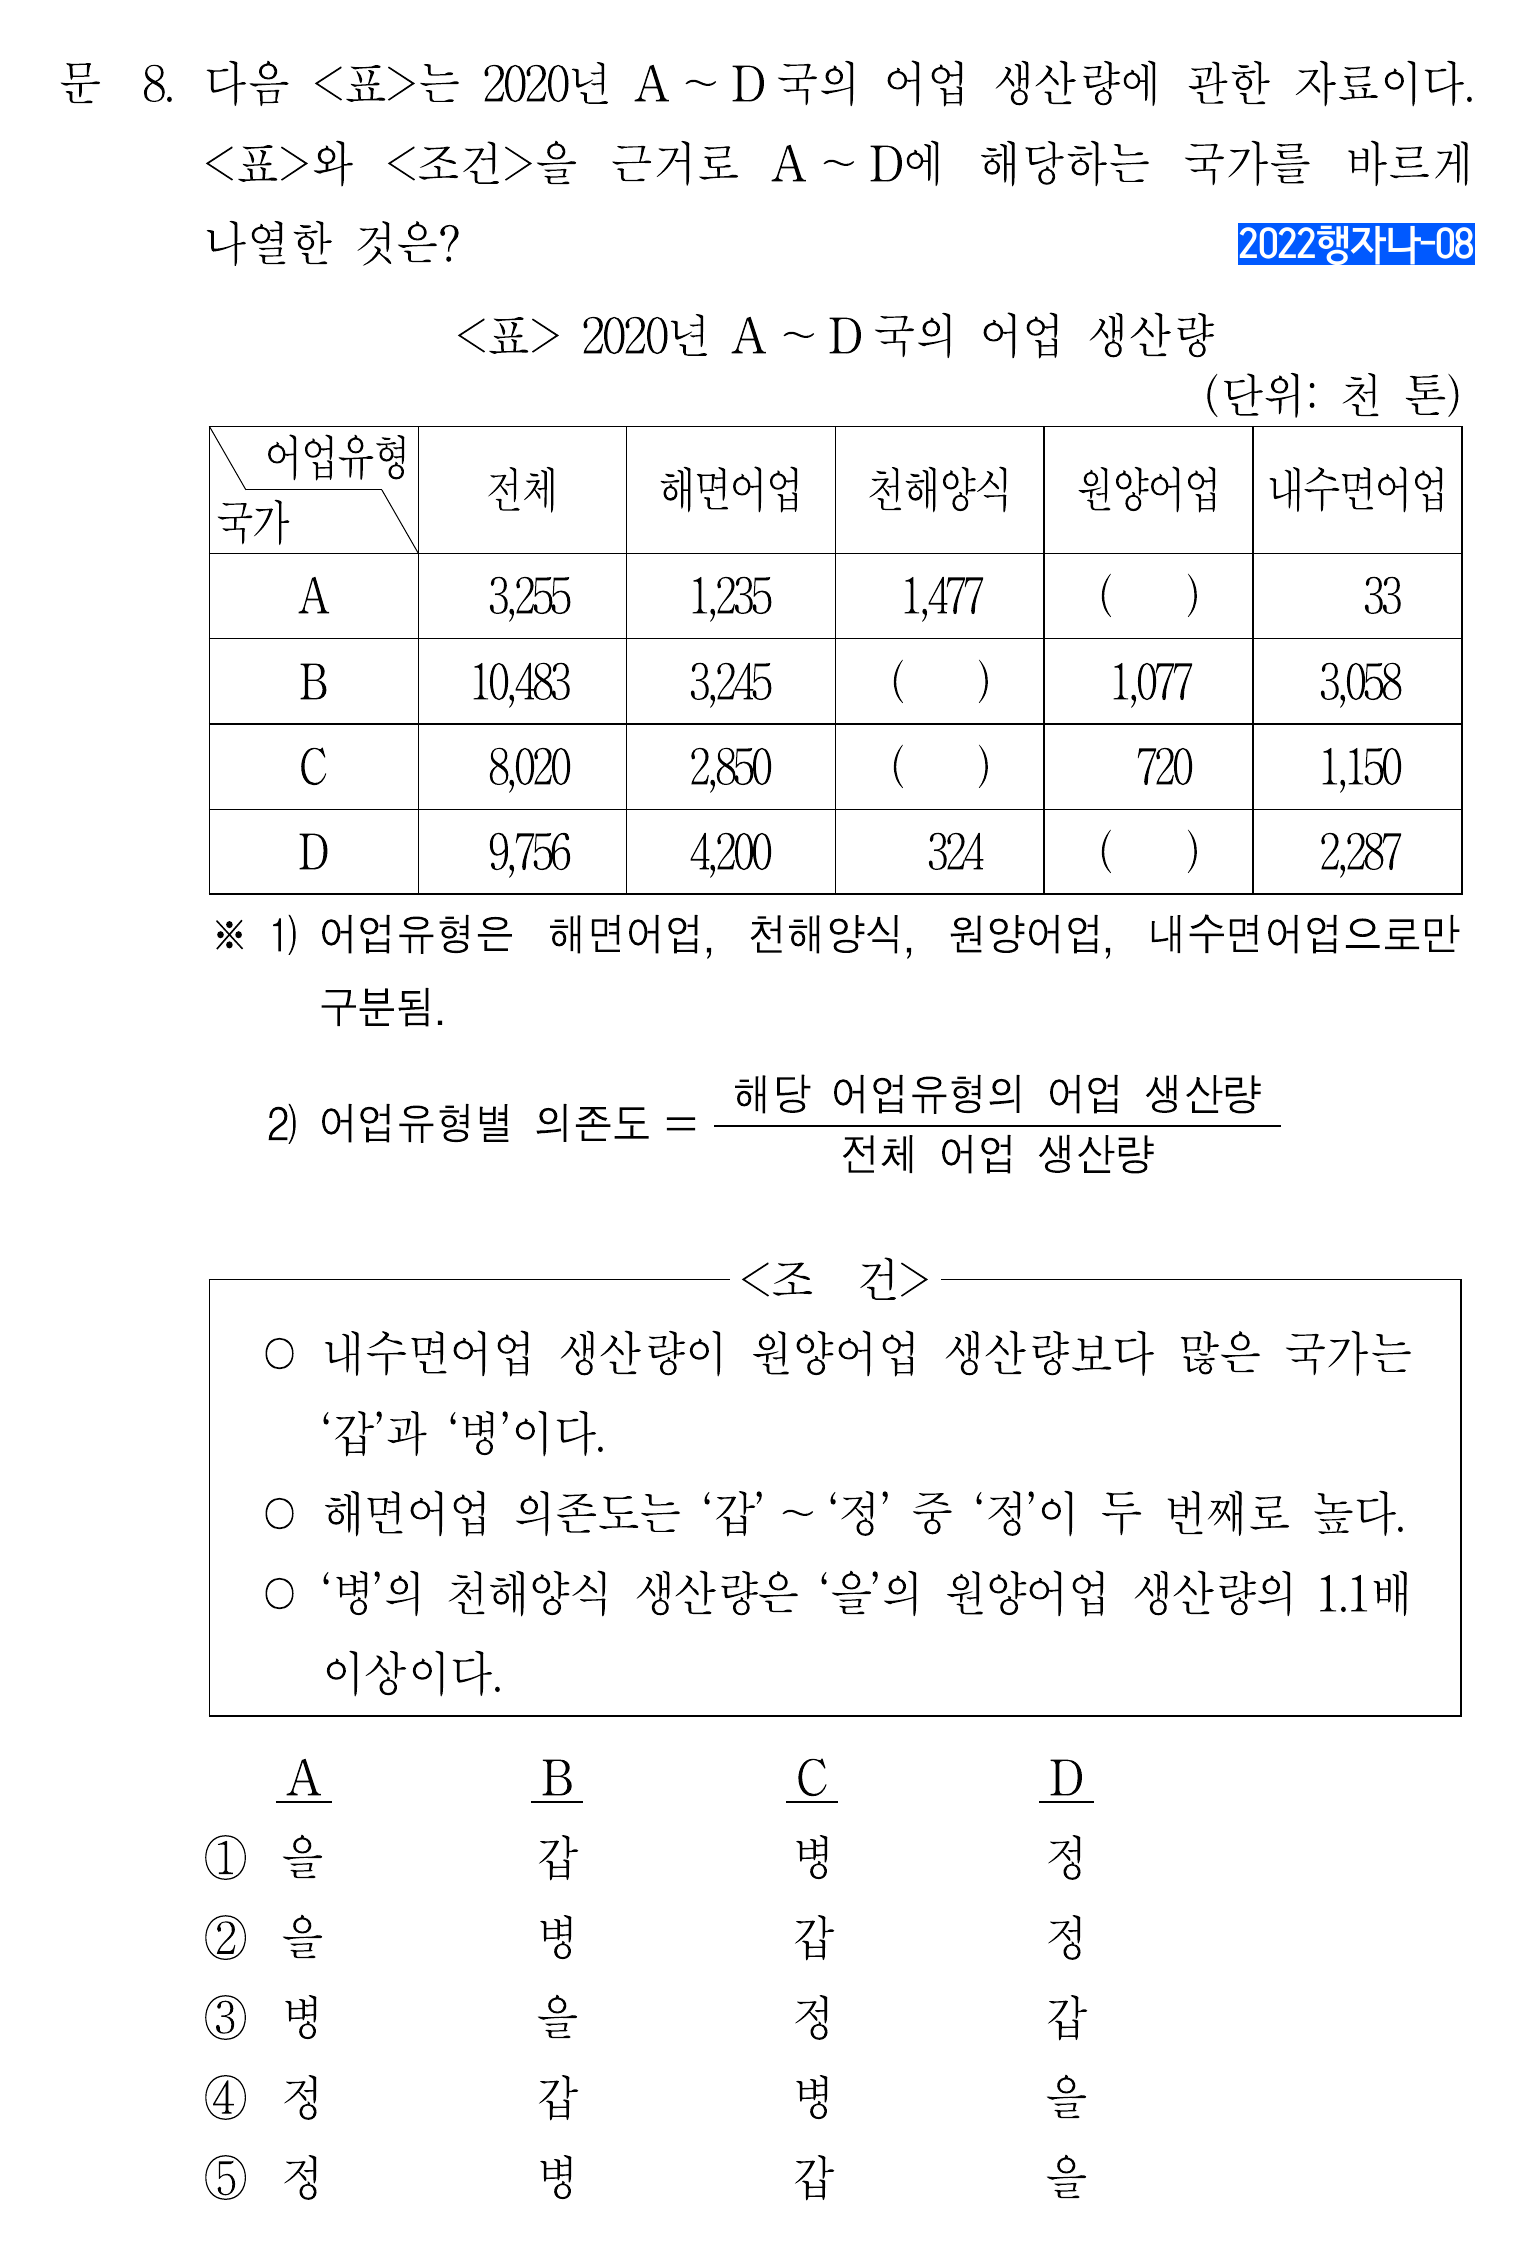 문 8. 다음 <표>는 2020년 A ~ D국의 어업 생산량에 관한 자료이다.
<표>와 <조건>을 근거로 A ~ D에 해당하는 국가를 바르게
나열한 것은?
2022행자나-08
<표> 2020년 A ~ D국의 어업 생산량
(단위: 천 톤)
어업유형
국가 전체 해면어업 천해양식 원양어업 내수면어업
A 3,255 1,235 1,477 ( ) 33
B 10,483 3,245 ( ) 1,077 3,058
C 8,020 2,850 ( ) 720 1,150
D 9,756 4,200 324 ( ) 2,287
※ 1) 어업유형은 해면어업, 천해양식, 원양어업, 내수면어업으로만
구분됨.
2) 어업유형별 의존도 = 해당 어업유형의 어업 생산량
전체 어업 생산량
<조 건>
○ 내수면어업 생산량이 원양어업 생산량보다 많은 국가는
‘갑’과 ‘병’이다.
○ 해면어업 의존도는 ‘갑’ ~ ‘정’ 중 ‘정’이 두 번째로 높다.
○ ‘병’의 천해양식 생산량은 ‘을’의 원양어업 생산량의 1.1배
이상이다.
A B C D
① 을 갑 병 정
② 을 병 갑 정
③ 병 을 정 갑
④ 정 갑 병 을
⑤ 정 병 갑 을